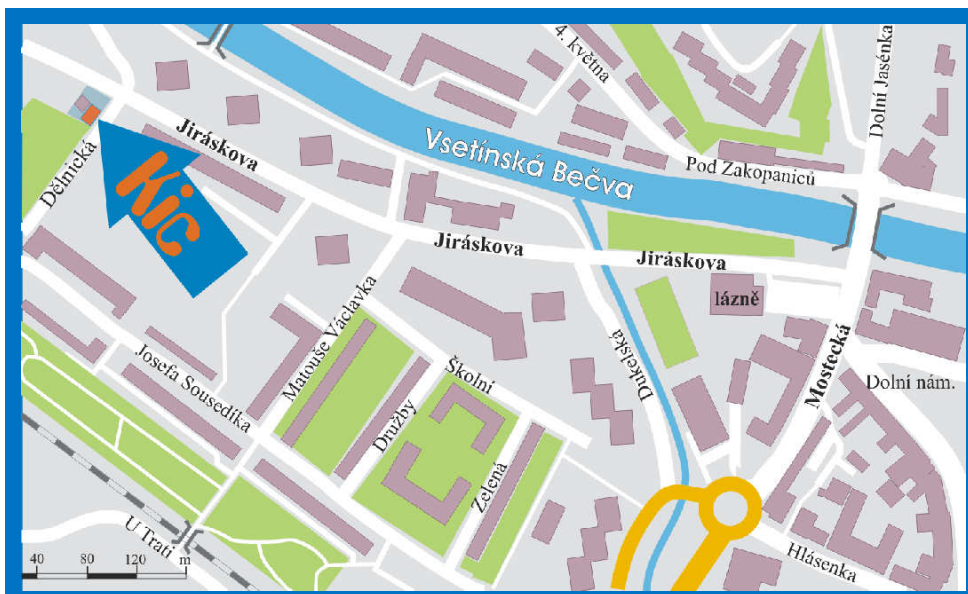 4. května
Dolní Jasénka
Vsetínská Bečva
Pod Zakopaniců
Jiráskova
Dělnická
Kic
Jiráskova
Jiráskova
lázně
Matouše Václavka
Josefa Sousedíka
Školní
Dukelská
Mostecká
Dolní nám.
Družby
Zelená
U Trati
Hlásenka
40 80 120 m